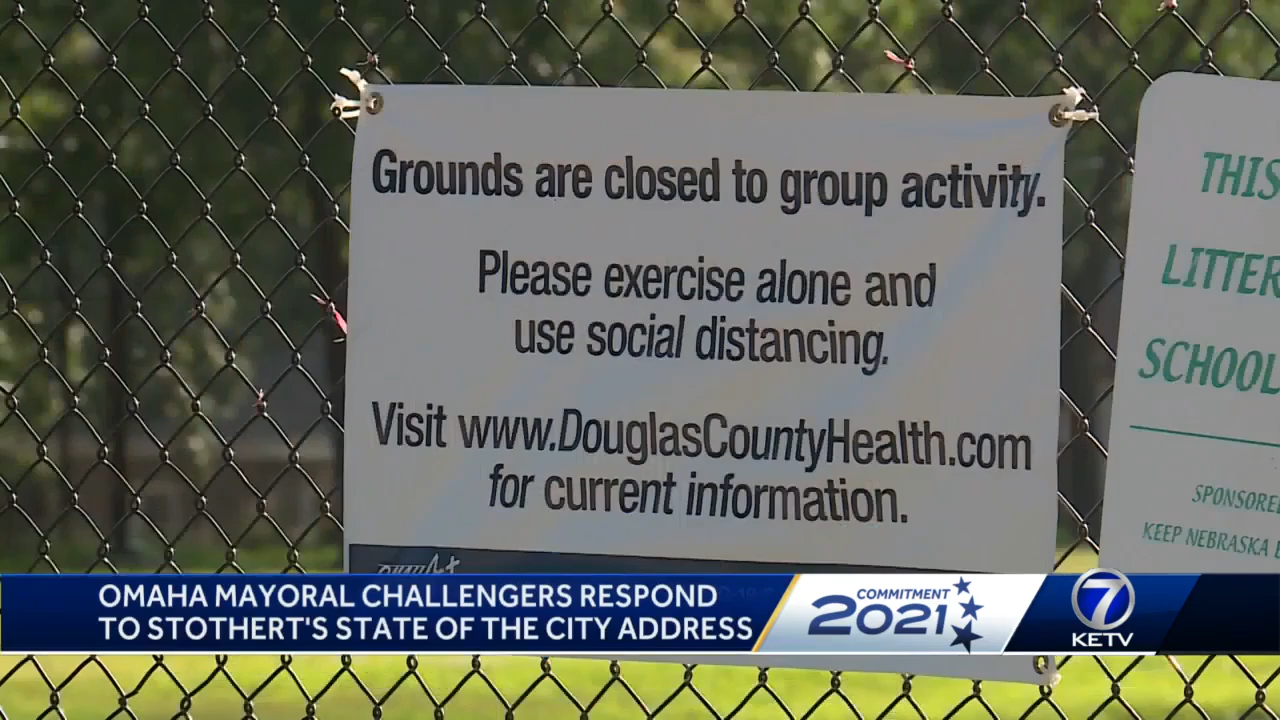 Grounds are closed to group activity.
Please exercise alone and
use social distancing.
Visit www.DouglasCountyHealth.com
for current information.
THIS
LITTER
SCHOOL
SPONSORED
KEEP NEBRASKA
OMAHA MAYORAL CHALLENGERS RESPOND
TO STOTHERT'S STATE OF THE CITY ADDRESS
COMMITMENT
2021
7
KETV